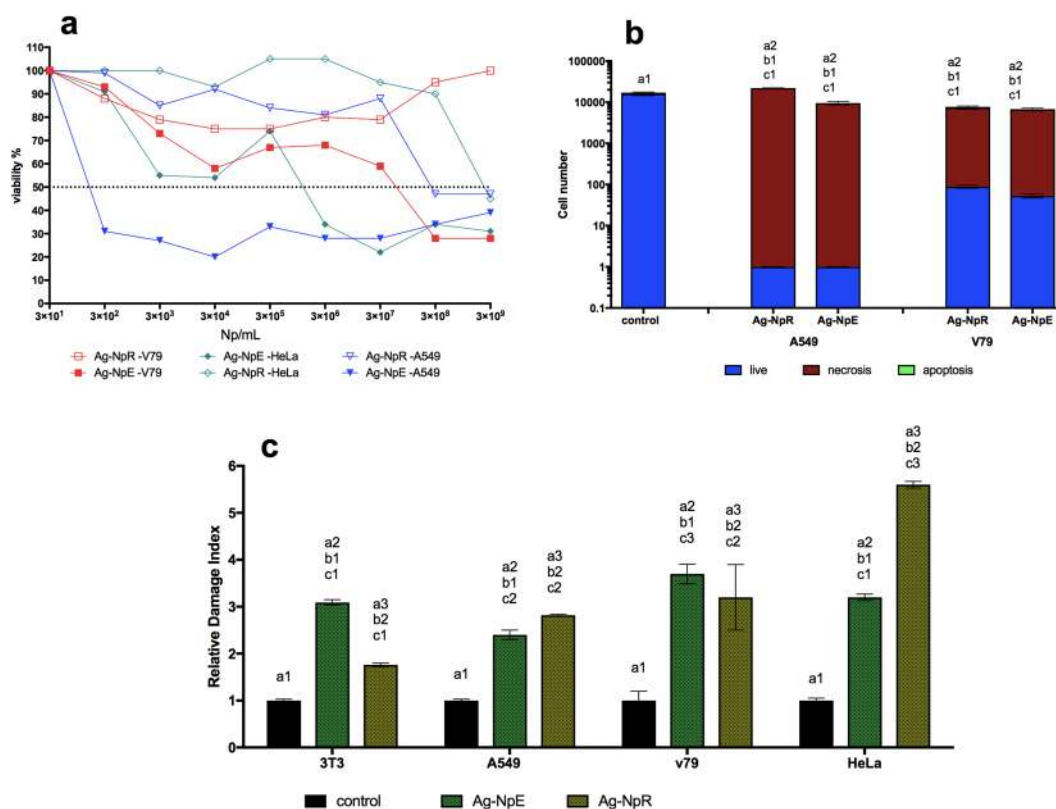 a
110
100
90
80
70
60
50
40
30
20
10
0
viability %
3×10¹ 3×10² 3×10³ 3×10⁴ 3×10⁵ 3×10⁶ 3×10⁷ 3×10⁸ 3×10⁹
Np/mL
Ag-NpR -V79 Ag-NpE -HeLa Ag-NpR -A549
Ag-NpE -V79 Ag-NpR -HeLa Ag-NpE -A549
b
100000
10000
1000
100
10
1
0.1
Cell number
a1
a2
b1
c1
a2
b1
c1
a2
b1
c1
a2
b1
c1
control Ag-NpR Ag-NpE Ag-NpR Ag-NpE
A549 V79
live necrosis apoptosis
c
6
5
4
3
2
1
0
Relative Damage Index
a1
a2
b1
c1
a3
b2
c1
a1
a2
b1
c2
a3
b2
c2
a1
a2
b1
c3
a3
b2
c2
a1
a2
b1
c1
a3
b2
c3
3T3 A549 v79 HeLa
control Ag-NpE Ag-NpR